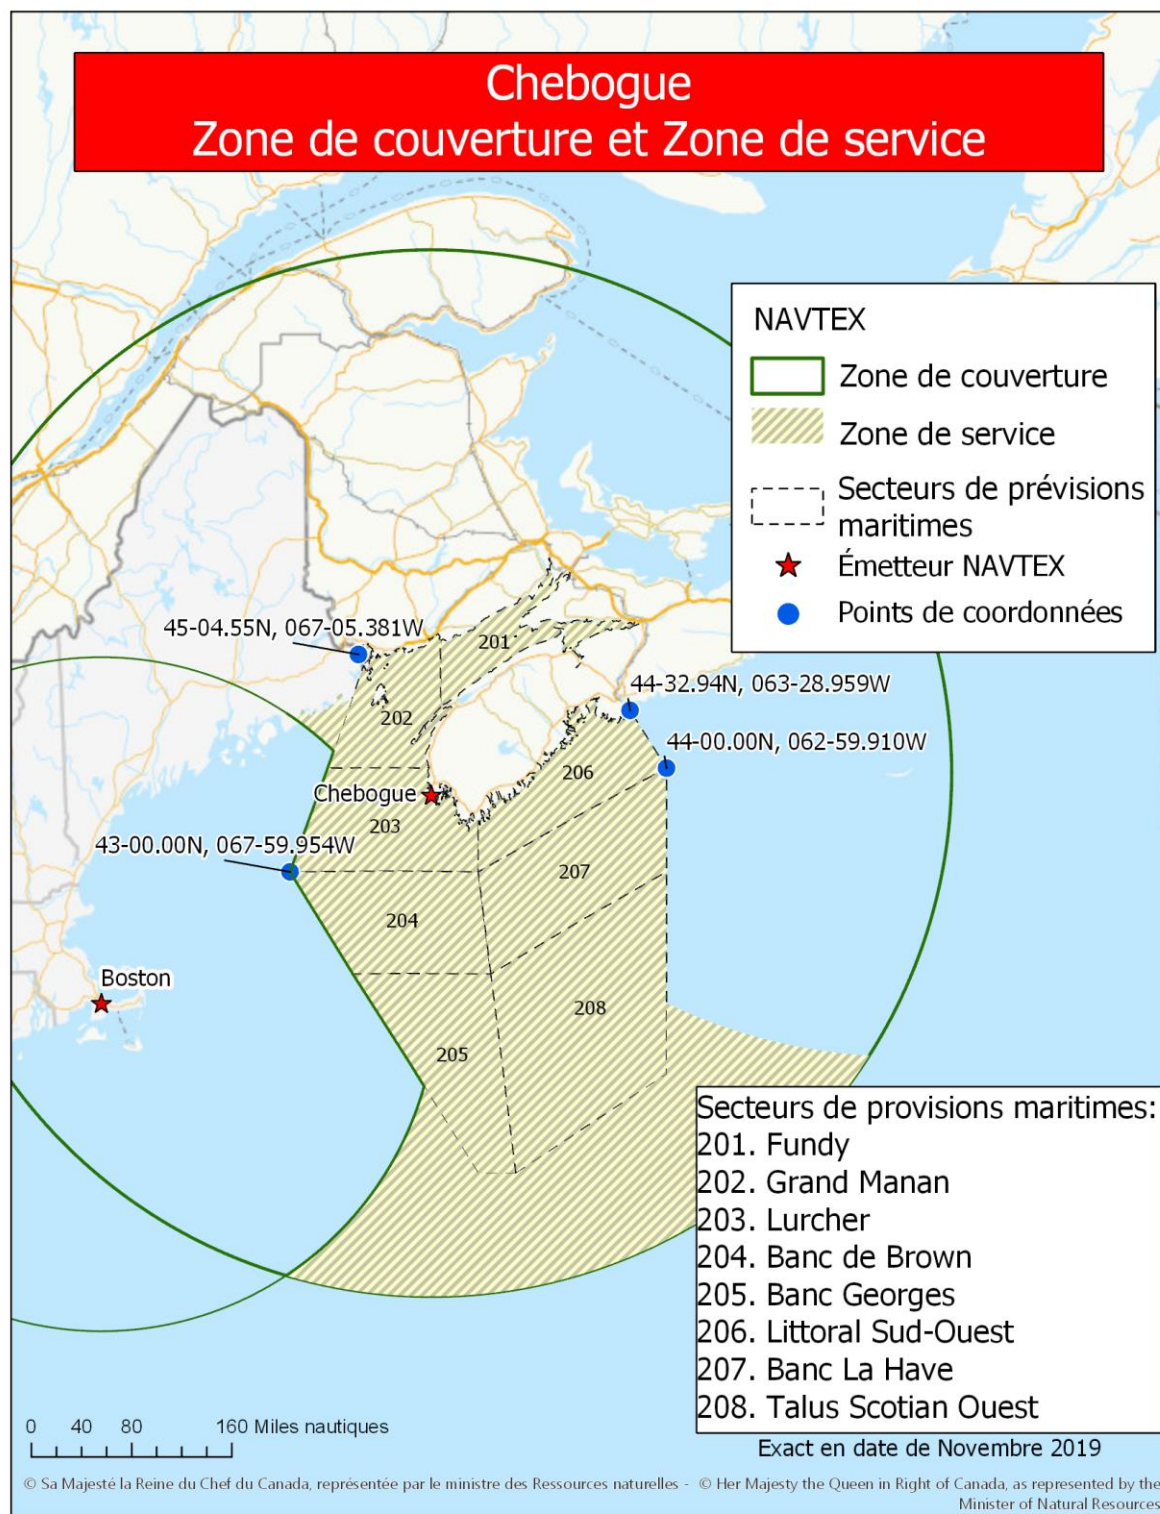 Chebogue
Zone de couverture et Zone de service
NAVTEX
Zone de couverture
Zone de service
Secteurs de prévisions
maritimes
Émetteur NAVTEX
Points de coordonnées
45-04.55N, 067-05.381W
201
44-32.94N, 063-28.959W
202
44-00.00N, 062-59.910W
206
Chebogue
203
43-00.00N, 067-59.954W
207
204
Boston
208
205
Secteurs de provisions maritimes:
201. Fundy
202. Grand Manan
203. Lurcher
204. Banc de Brown
205. Banc Georges
206. Littoral Sud-Ouest
207. Banc La Have
208. Talus Scotian Ouest
0 40 80 160 Miles nautiques
Exact en date de Novembre 2019
© Sa Majesté la Reine du Chef du Canada, représentée par le ministre des Ressources naturelles - © Her Majesty the Queen in Right of Canada, as represented by the
Minister of Natural Resources